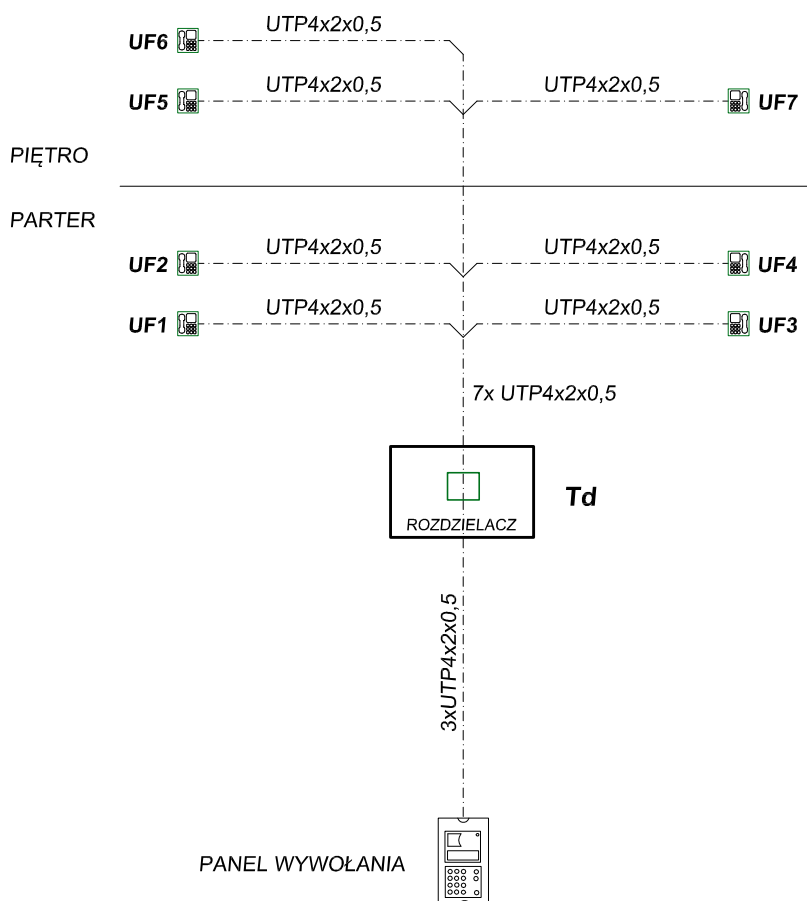 UTP4x2x0,5
UF6
UTP4x2x0,5
UTP4x2x0,5
UF5
UF7
PIĘTRO
PARTER
UTP4x2x0,5
UTP4x2x0,5
UF2
UF4
UTP4x2x0,5
UTP4x2x0,5
UF1
UF3
7x UTP4x2x0,5
Td
ROZDZIELACZ
3xUTP4x2x0,5
PANEL WYWOŁANIA